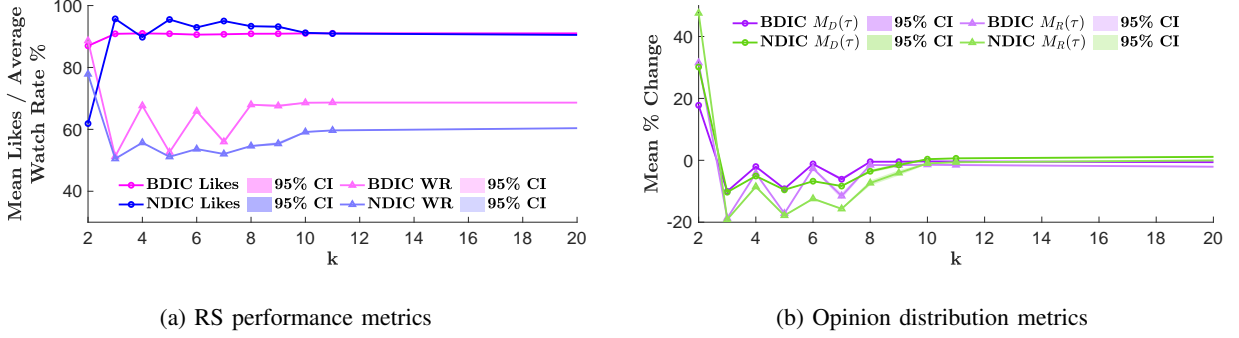 Mean Likes / Average
Watch Rate %
100
80
60
40
BDIC Likes 95% CI BDIC WR 95% CI
NDIC Likes 95% CI NDIC WR 95% CI
2 4 6 8 10 12 14 16 18 20
k
(a) RS performance metrics
Mean % Change
40
20
0
-20
BDIC M_D(τ) 95% CI BDIC M_R(τ) 95% CI
NDIC M_D(τ) 95% CI NDIC M_R(τ) 95% CI
2 4 6 8 10 12 14 16 18 20
k
(b) Opinion distribution metrics